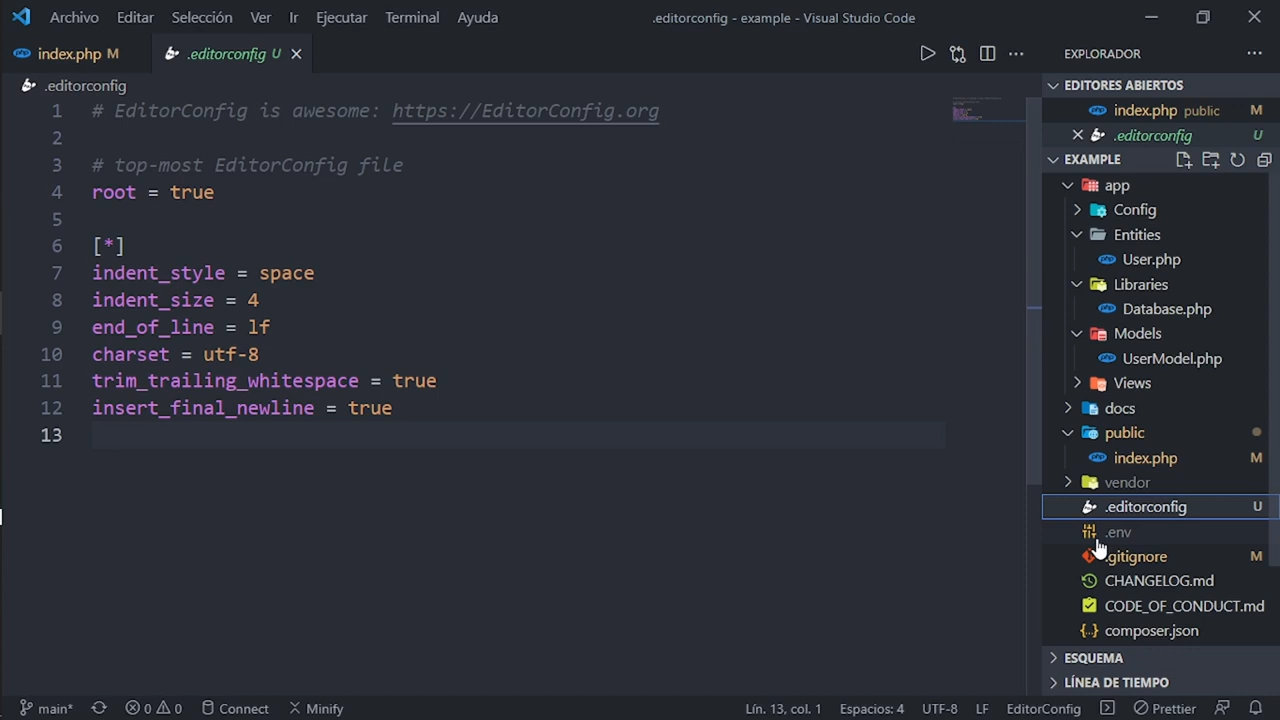 Archivo Editar Selección Ver Ir Ejecutar Terminal Ayuda .editorconfig - example - Visual Studio Code
index.php M .editorconfig U
.editorconfig
1 # EditorConfig is awesome: https://EditorConfig.org
2
3 # top-most EditorConfig file
4 root = true
5
6 [*]
7 indent_style = space
8 indent_size = 4
9 end_of_line = lf
10 charset = utf-8
11 trim_trailing_whitespace = true
12 insert_final_newline = true
13
EXPLORADOR
EDITORES ABIERTOS
index.php public M
.editorconfig U
EXAMPLE
app
Config
Entities
User.php
Libraries
Database.php
Models
UserModel.php
Views
docs
public
index.php M
vendor
.editorconfig U
.env
.gitignore M
CHANGELOG.md
CODE_OF_CONDUCT.md
composer.json
ESQUEMA
LÍNEA DE TIEMPO
main* 0 0 Connect Minify Lín. 13, col. 1 Espacios: 4 UTF-8 LF EditorConfig Prettier